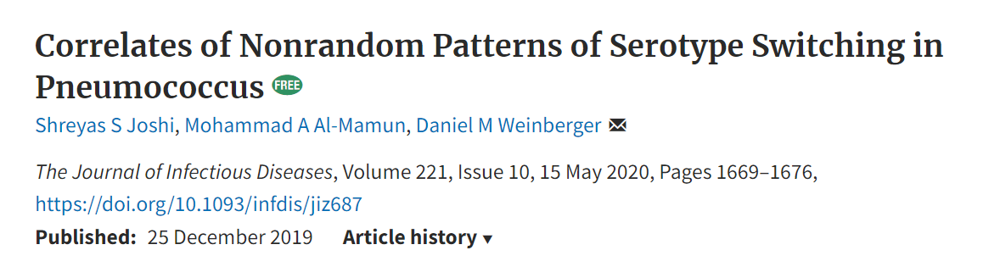 Correlates of Nonrandom Patterns of Serotype Switching in
Pneumococcus FREE
Shreyas S Joshi, Mohammad A Al-Mamun, Daniel M Weinberger
The Journal of Infectious Diseases, Volume 221, Issue 10, 15 May 2020, Pages 1669–1676,
https://doi.org/10.1093/infdis/jiz687
Published: 25 December 2019 Article history ▾